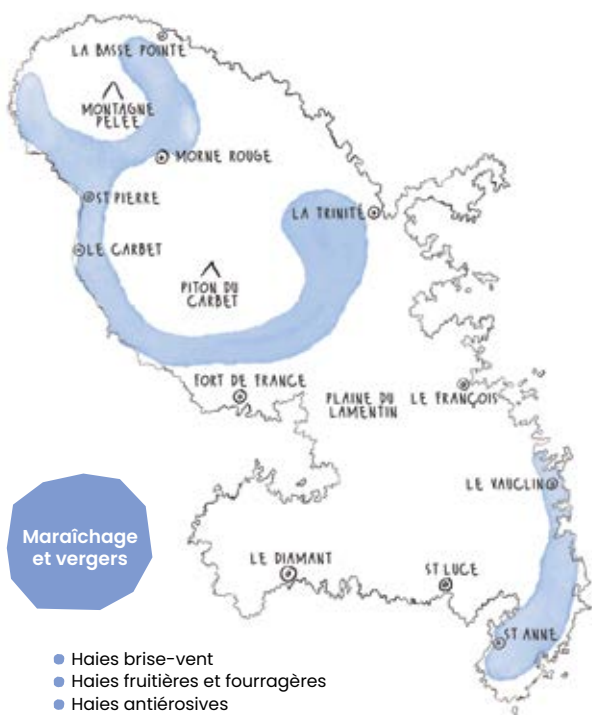 LA BASSE POINTE
MONTAGNE
PELÉE
MORNE ROUGE
ST PIERRE
LA TRINITÉ
LE CARBET
PITON DU
CARBET
FORT DE FRANCE
PLAINE DU
LAMENTIN
LE FRANÇOIS
LE VAUCLIN
Maraîchage
et vergers
LE DIAMANT
ST LUCE
ST ANNE
Haies brise-vent
Haies fruitières et fourragères
Haies antiérosives